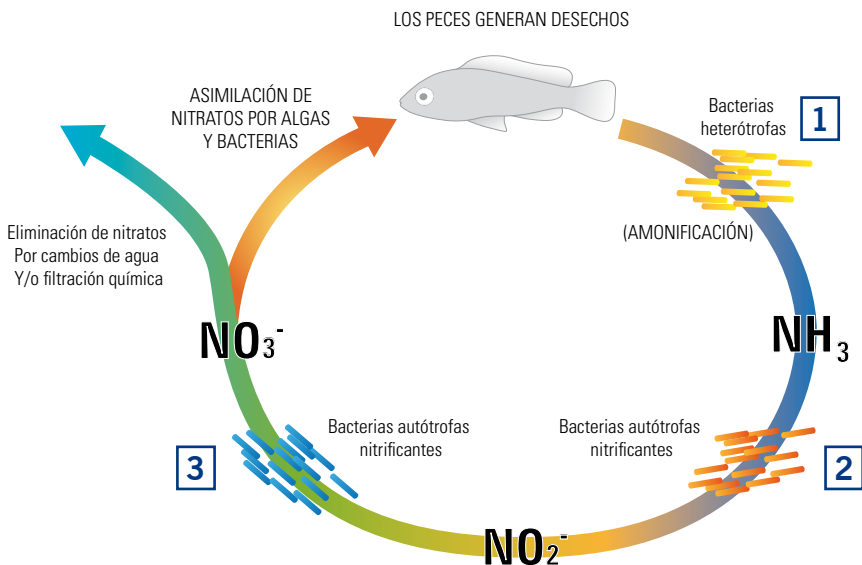 LOS PECES GENERAN DESECHOS
ASIMILACIÓN DE
NITRATOS POR ALGAS
Y BACTERIAS
Bacterias
heterótrofas
1
(AMONIFICACIÓN)
Eliminación de nitratos
Por cambios de agua
Y/o filtración química
NO₃⁻
NH₃
Bacterias autótrofas
nitrificantes
3
Bacterias autótrofas
nitrificantes
2
NO₂⁻